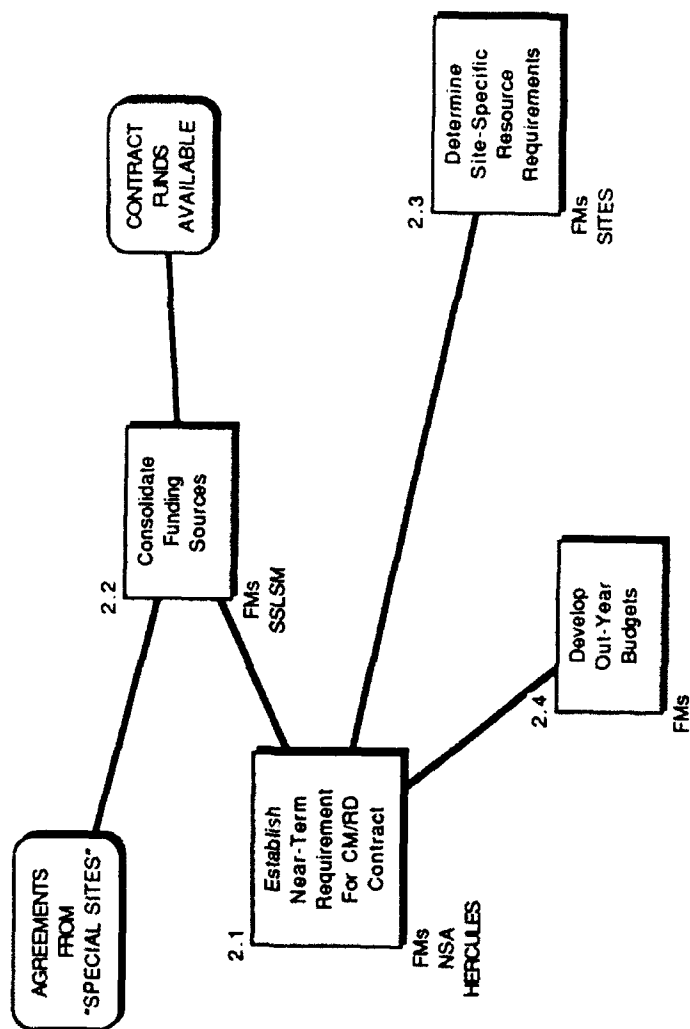 AGREEMENTS
FROM
"SPECIAL SITES"
2.2
Consolidate
Funding
Sources
FMs
SSLSM
CONTRACT
FUNDS
AVAILABLE
2.1
Establish
Near-Term
Requirement
For CM/RD
Contract
FMs
NSA
HERCULES
2.3
Determine
Site-Specific
Resource
Requirements
FMs
SITES
2.4
Develop
Out-Year
Budgets
FMs